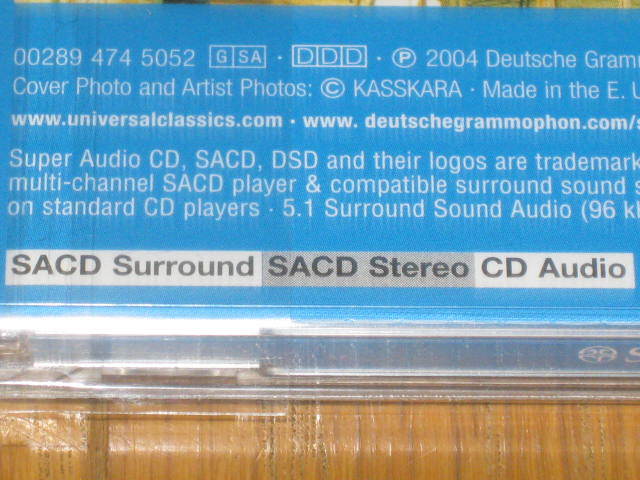 00289 474 5052 G SA · DDD · ℗ 2004 Deutsche Gramm
Cover Photo and Artist Photos: © KASSKARA · Made in the E. U
www.universalclassics.com · www. deutschegrammophon.com/s
Super Audio CD, SACD, DSD and their logos are trademark
multi-channel SACD player & compatible surround sound s
on standard CD players · 5.1 Surround Sound Audio (96 kH
SACD Surround SACD Stereo CD Audio